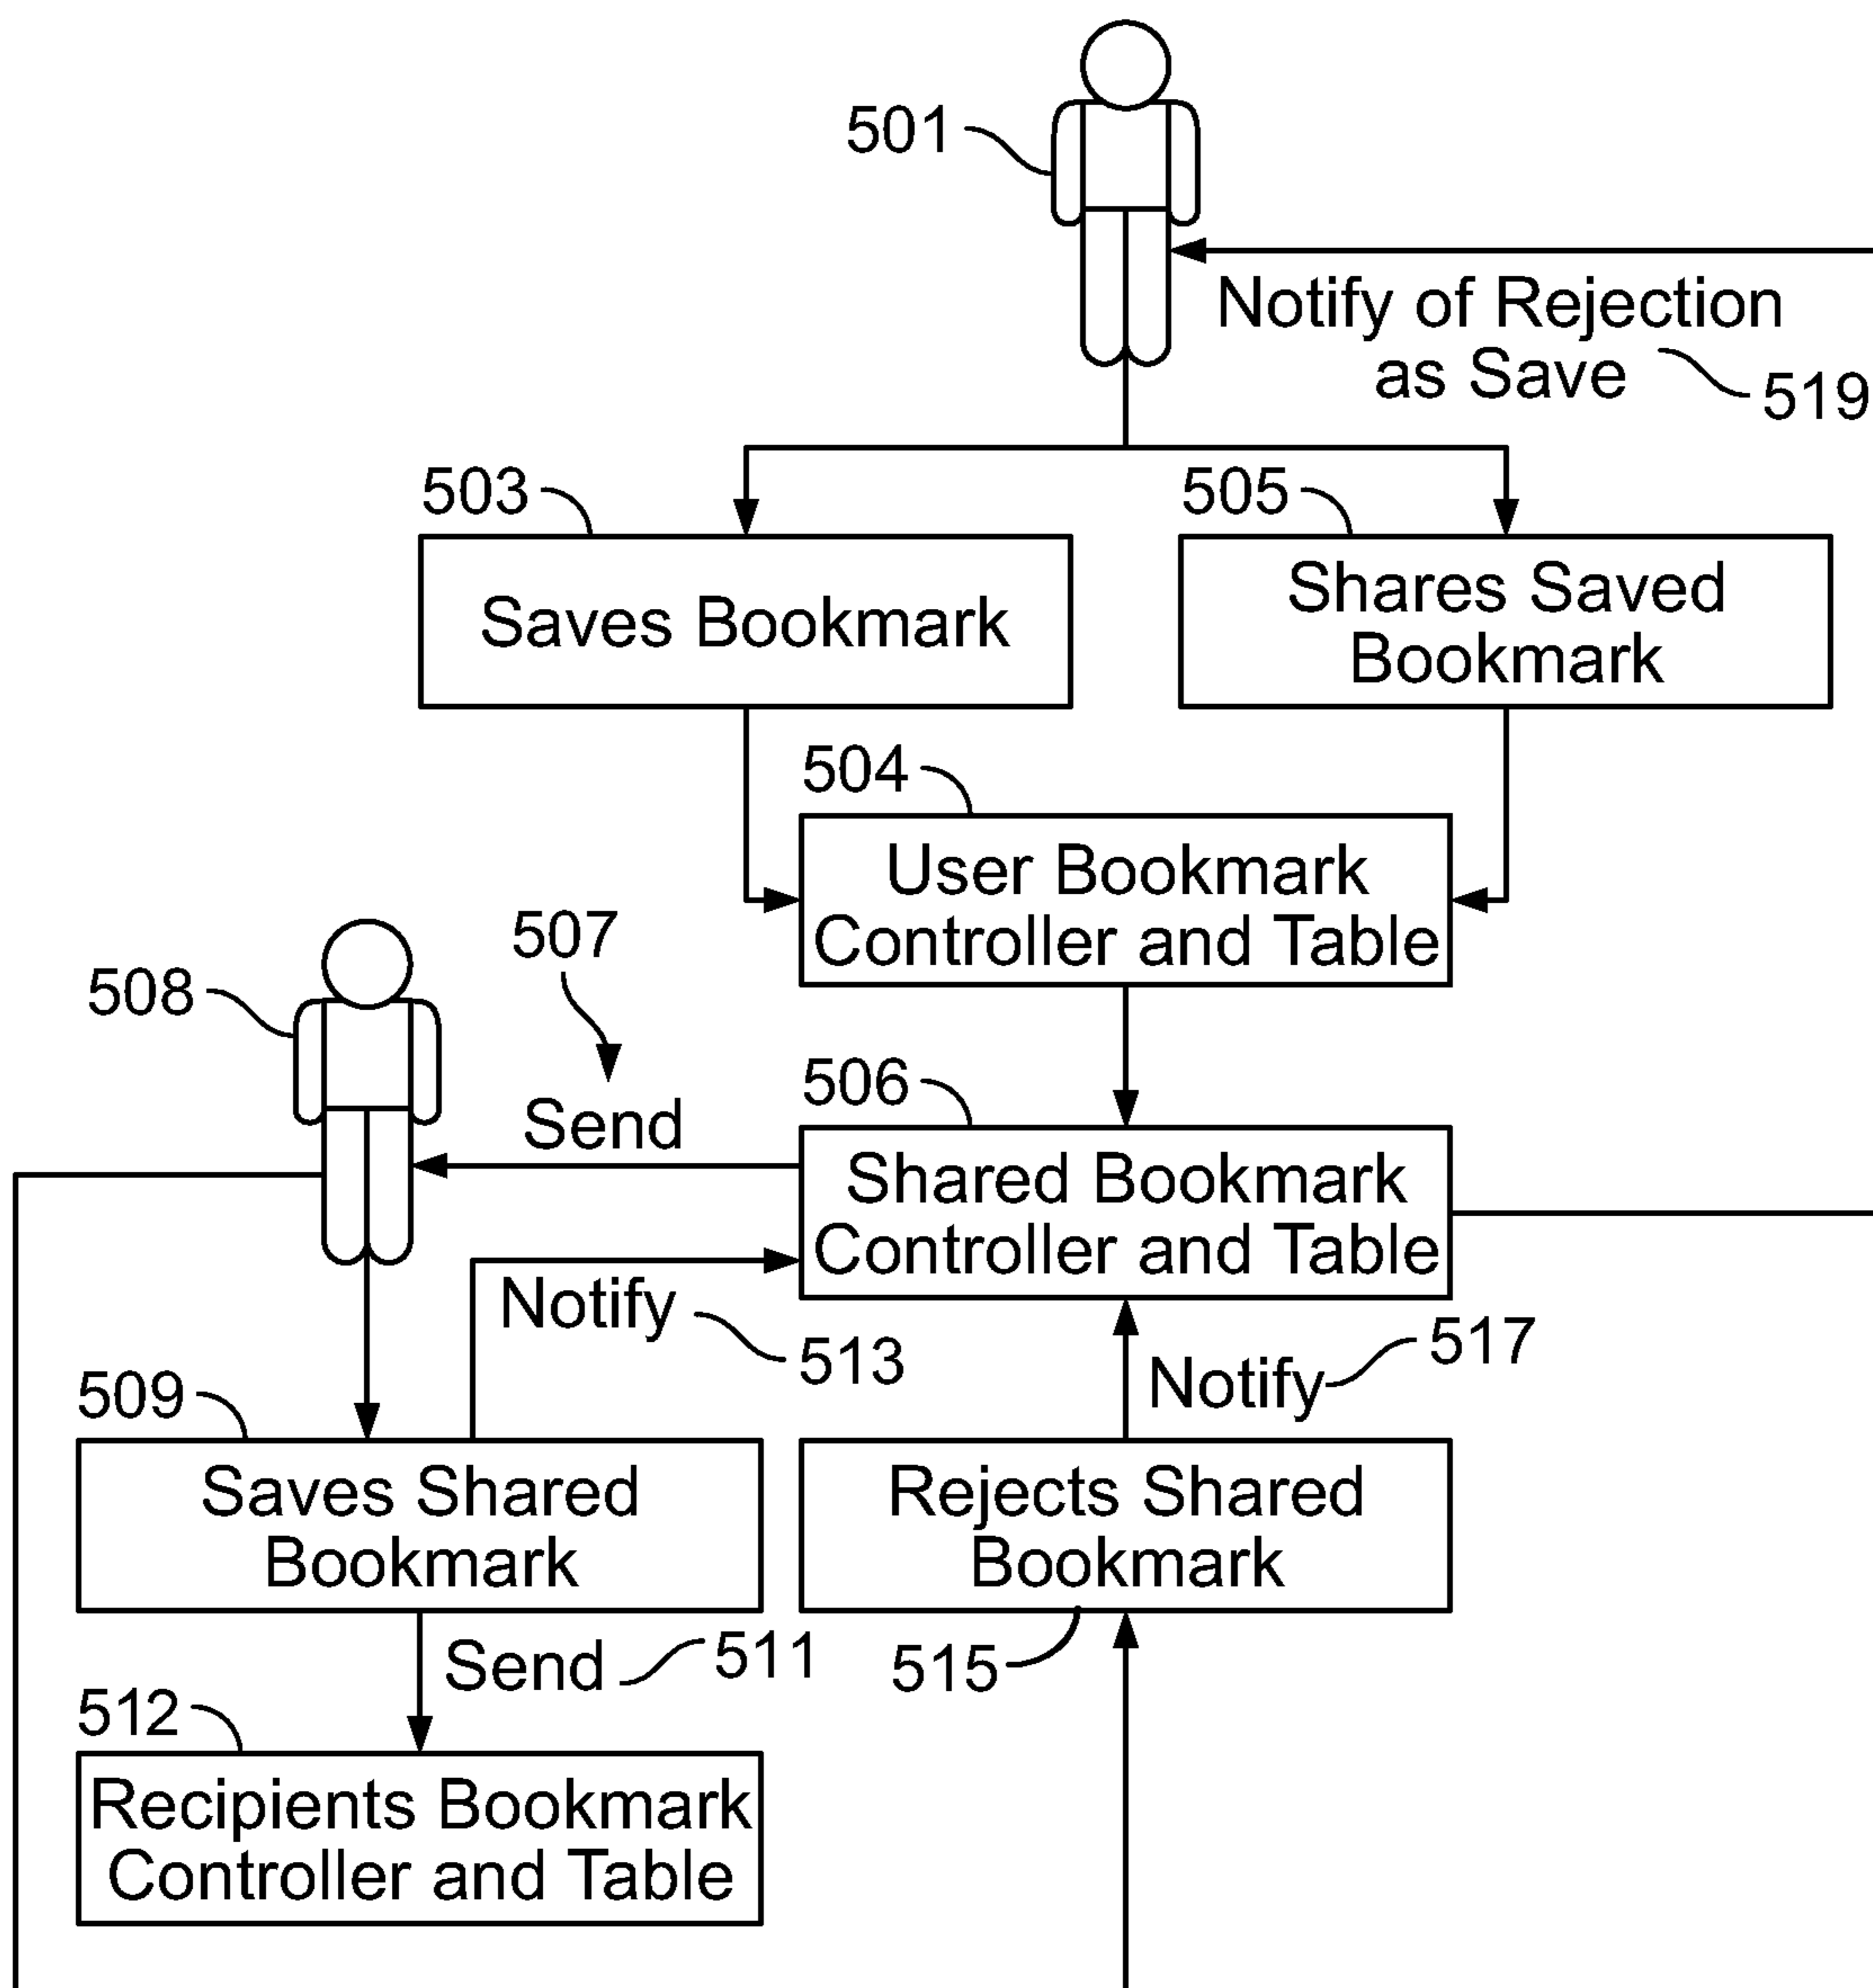 501
Notify of Rejection
as Save
519
503
505
Saves Bookmark
Shares Saved
Bookmark
504
User Bookmark
Controller and Table
507
508
506
Send
Shared Bookmark
Controller and Table
Notify
513
517
Notify
509
Saves Shared
Bookmark
Rejects Shared
Bookmark
Send
511
515
512
Recipients Bookmark
Controller and Table